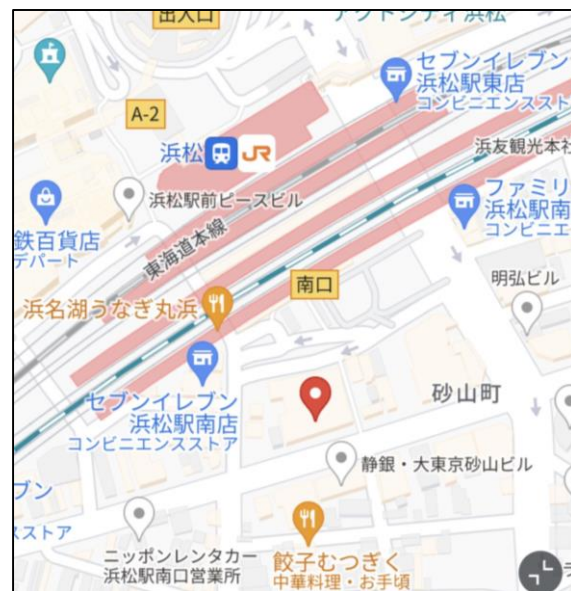 出入口
アクトシティ浜松
セブンイレブン
浜松駅東店
コンビニエンススト
A-2
浜松
JR
浜友観光本社
浜松駅前ビースビル
ファミリ
浜松駅南
コンビニエ
鉄百貨店
デパート
東海道本線
南口
明弘ビル
浜名湖うなぎ丸浜
セブンイレブン
浜松駅南店
コンビニエンスストア
砂山町
静銀・大東京砂山ビル
ブン
スストア
ニッポンレンタカー
浜松駅南口営業所
餃子むつぎく
中華料理・お手頃